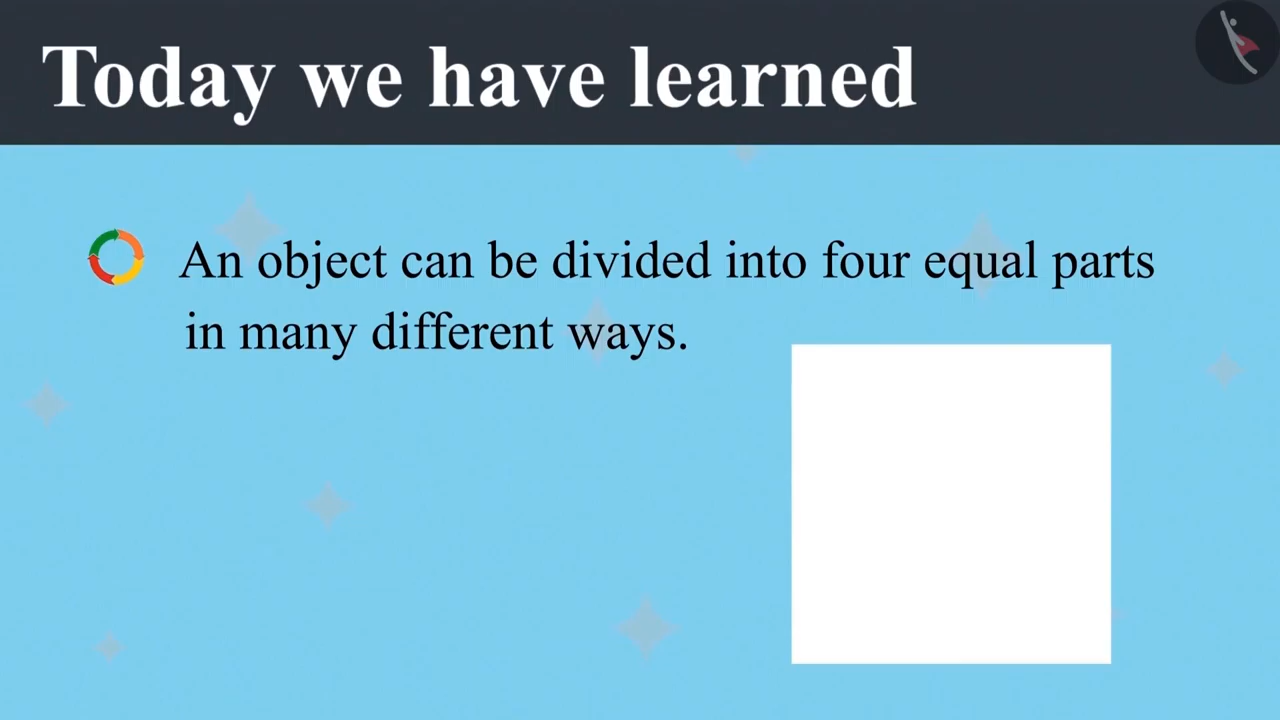 Today we have learned
An object can be divided into four equal parts
in many different ways.